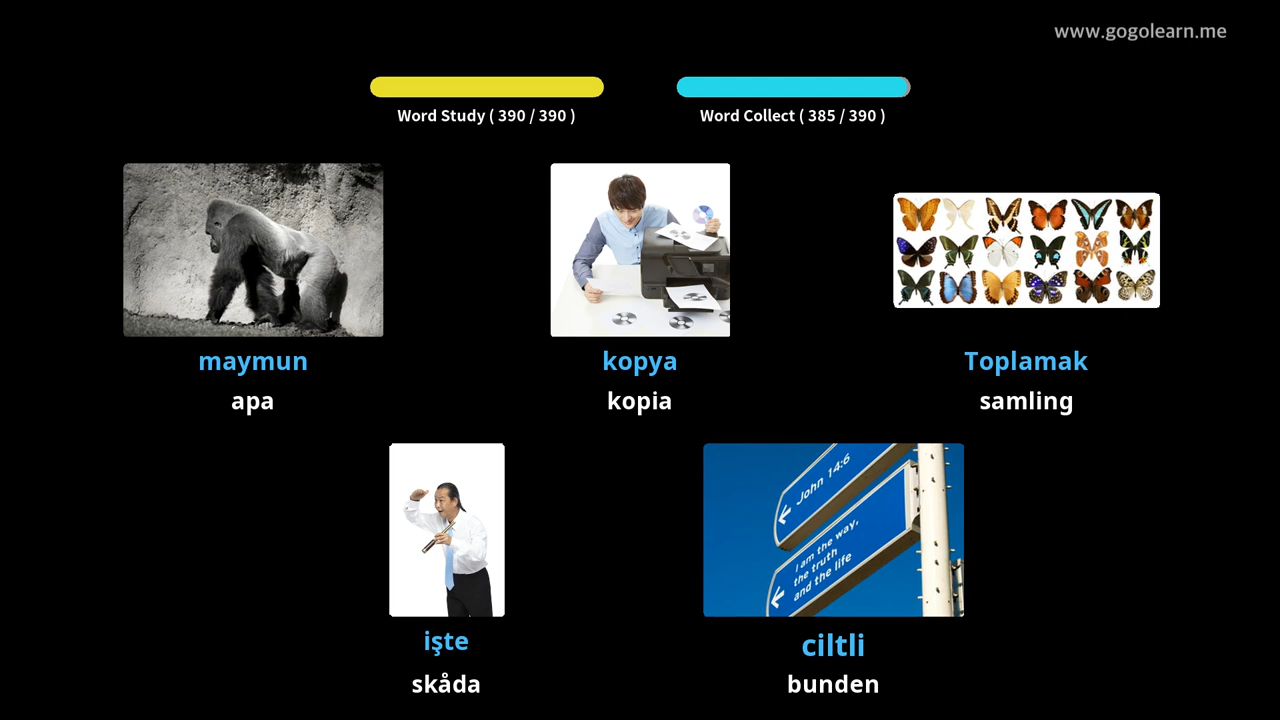 www.gogolearn.me
Word Study ( 390 / 390 )
Word Collect ( 385 / 390 )
maymun
apa
kopya
kopia
Toplamak
samling
John 14:6
I am the way,
the truth
and the life
işte
skåda
ciltli
bunden